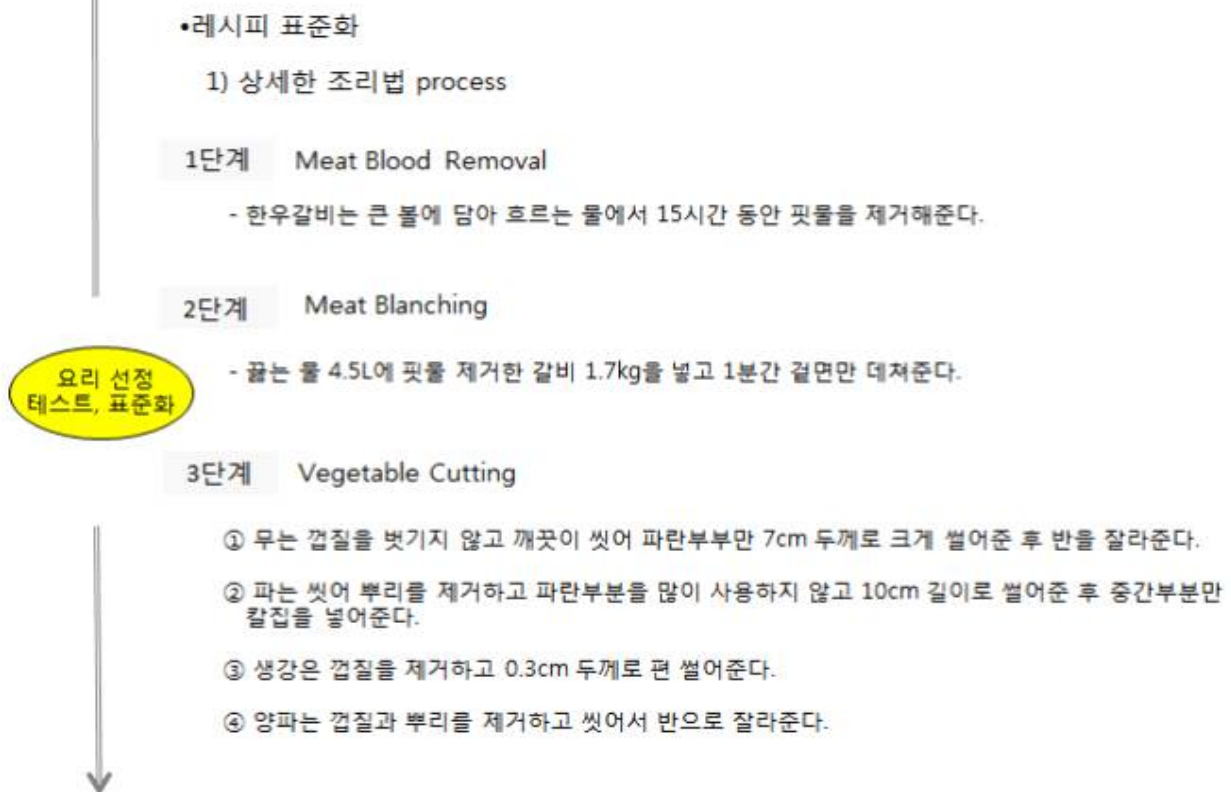 •레시피 표준화
1) 상세한 조리법 process
1단계 Meat Blood Removal
- 한우갈비는 큰 볼에 담아 흐르는 물에서 15시간 동안 핏물을 제거해준다.
2단계 Meat Blanching
- 끓는 물 4.5L에 핏물 제거한 갈비 1.7kg을 넣고 1분간 겉면만 데쳐준다.
요리 선정
테스트, 표준화
3단계 Vegetable Cutting
① 무는 껍질을 벗기지 않고 깨끗이 씻어 파란부부만 7cm 두께로 크게 썰어준 후 반을 잘라준다.
② 파는 씻어 뿌리를 제거하고 파란부분을 많이 사용하지 않고 10cm 길이로 썰어준 후 중간부분만
칼집을 넣어준다.
③ 생강은 껍질을 제거하고 0.3cm 두께로 편 썰어준다.
④ 양파는 껍질과 뿌리를 제거하고 씻어서 반으로 잘라준다.